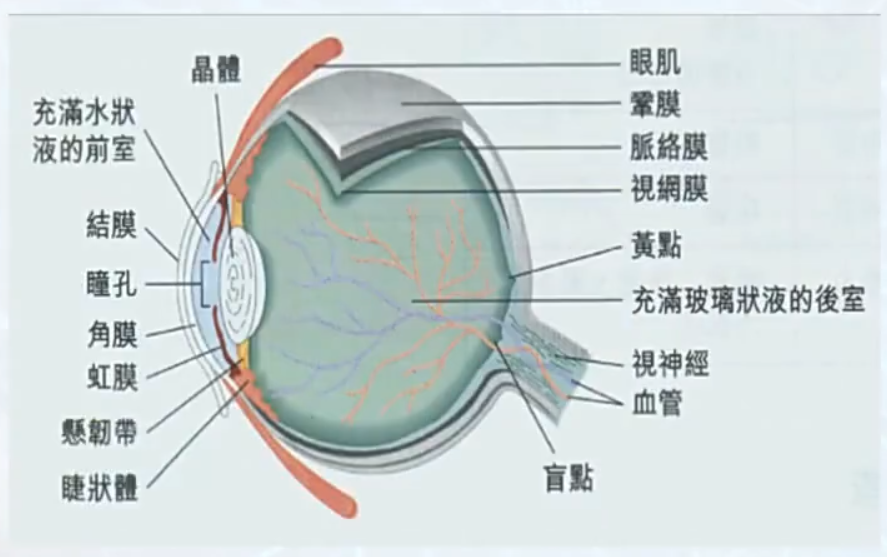 晶體
充滿水狀
液的前室
結膜
瞳孔
角膜
虹膜
懸韌帶
睫狀體
眼肌
鞏膜
脈絡膜
視網膜
黃點
充滿玻璃狀液的後室
視神經
血管
盲點